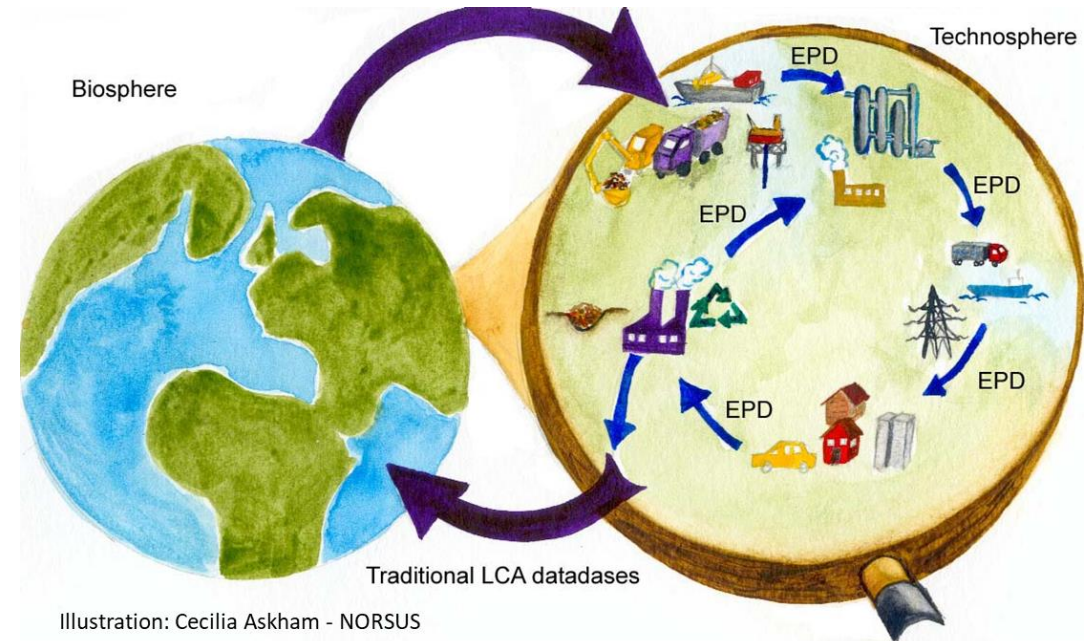 Technosphere
Biosphere
EPD
EPD
EPD
EPD
EPD
Traditional LCA datadases
Illustration: Cecilia Askham - NORSUS